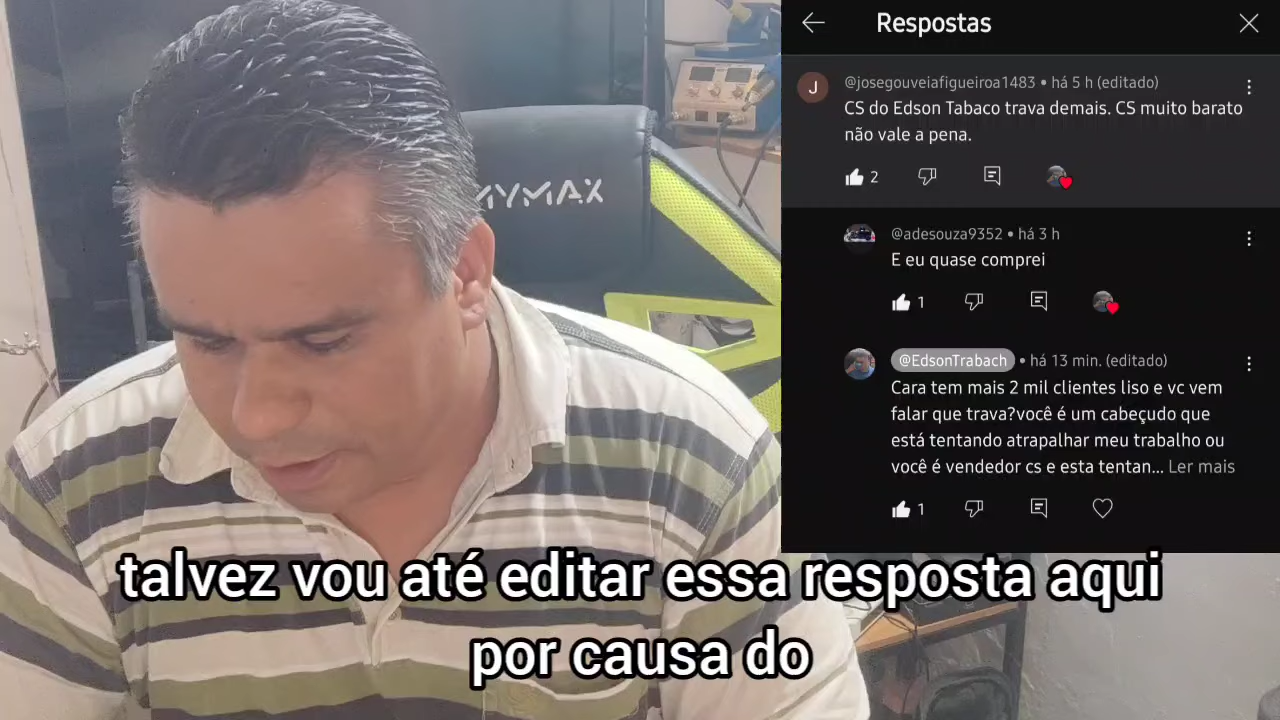 Respostas
J
@josegouveiafigueiroa1483 • há 5 h (editado)
CS do Edson Tabaco trava demais. CS muito barato
não vale a pena.
2
@adesouza9352 • há 3 h
E eu quase comprei
1
@EdsonTrabach • há 13 min. (editado)
Cara tem mais 2 mil clientes liso e vc vem
falar que trava?você é um cabeçudo que
está tentando atrapalhar meu trabalho ou
você é vendedor cs e esta tentan... Ler mais
1
MYMAX
talvez vou até editar essa resposta aqui
por causa do